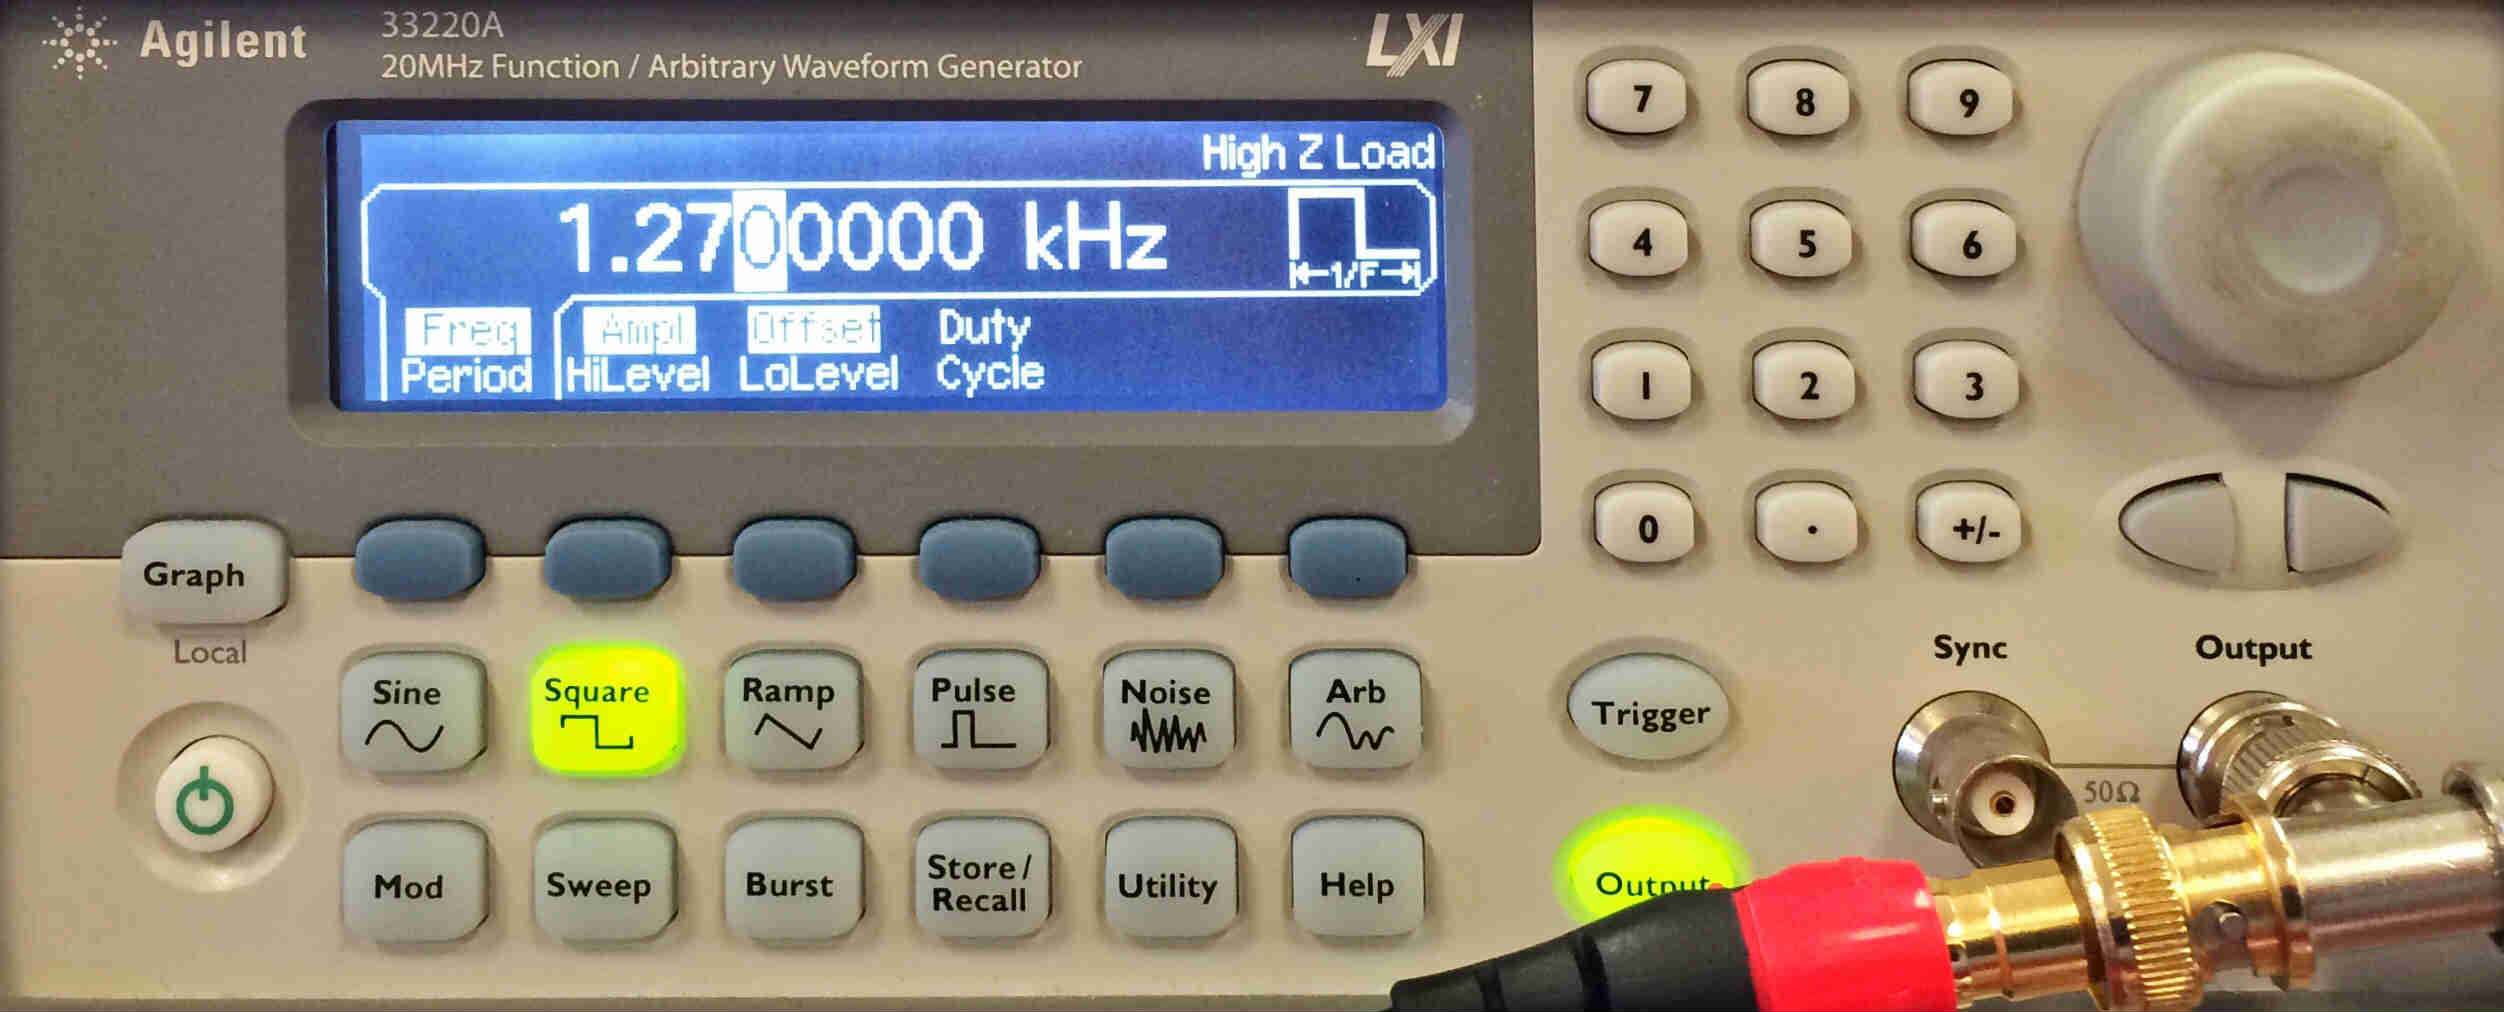 Agilent
33220A
20MHz Function / Arbitrary Waveform Generator
LXI
High Z Load
1.2700000 kHz
1/F
Freq Ampl Offset Duty
Period HiLevel LoLevel Cycle
7 8 9
4 5 6
1 2 3
0 . +/-
Graph
Local
Sine Square Ramp Pulse Noise Arb
Mod Sweep Burst Store/
Recall Utility Help
Trigger
Output
Sync Output
50Ω